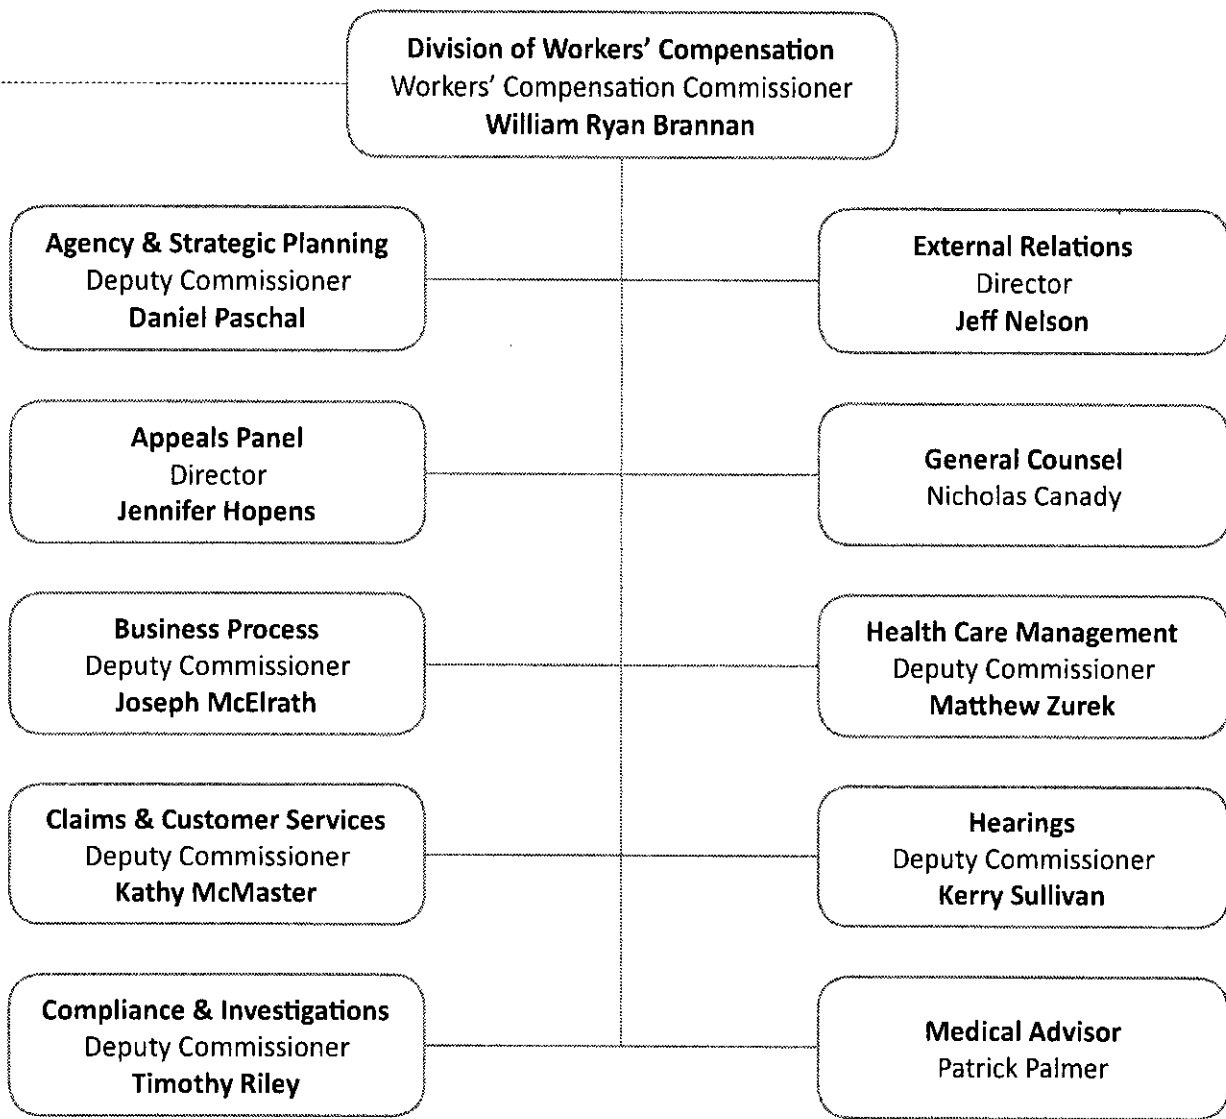 Division of Workers' Compensation
Workers' Compensation Commissioner
William Ryan Brannan
Agency & Strategic Planning
Deputy Commissioner
Daniel Paschal
External Relations
Director
Jeff Nelson
Appeals Panel
Director
Jennifer Hopens
General Counsel
Nicholas Canady
Business Process
Deputy Commissioner
Joseph McElrath
Health Care Management
Deputy Commissioner
Matthew Zurek
Claims & Customer Services
Deputy Commissioner
Kathy McMaster
Hearings
Deputy Commissioner
Kerry Sullivan
Compliance & Investigations
Deputy Commissioner
Timothy Riley
Medical Advisor
Patrick Palmer